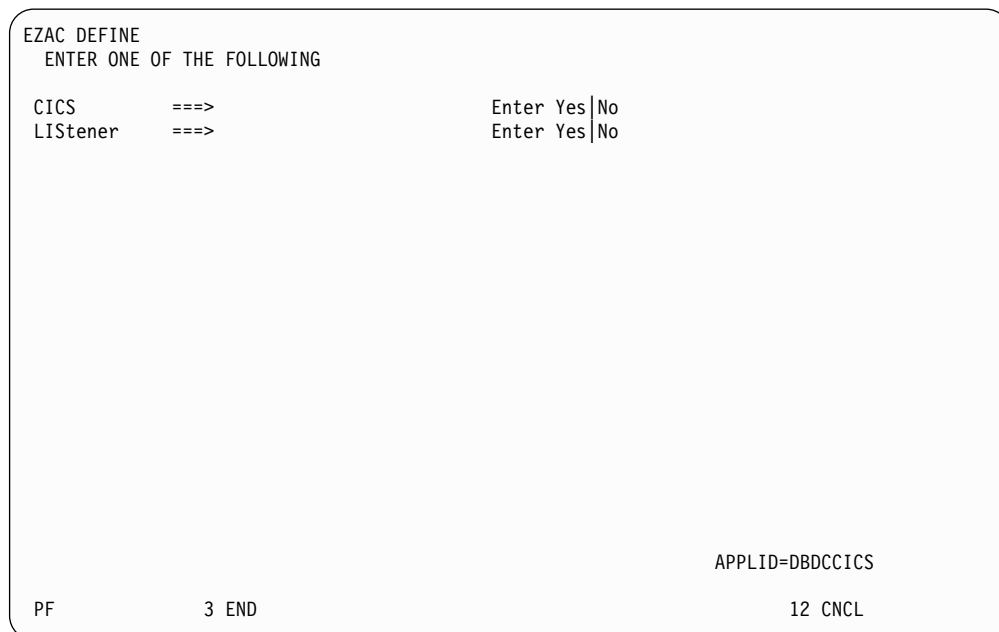 EZAC DEFINE
ENTER ONE OF THE FOLLOWING
CICS ===> Enter Yes|No
LIStener ===> Enter Yes|No
APPLID=DBDCCICS
PF 3 END 12 CNCL